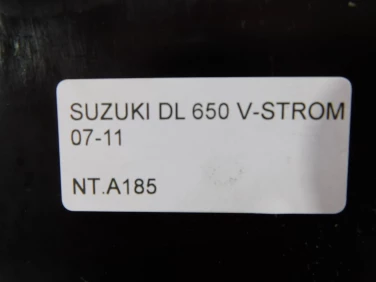 SUZUKI DL 650 V-STROM
07-11
NT.A185